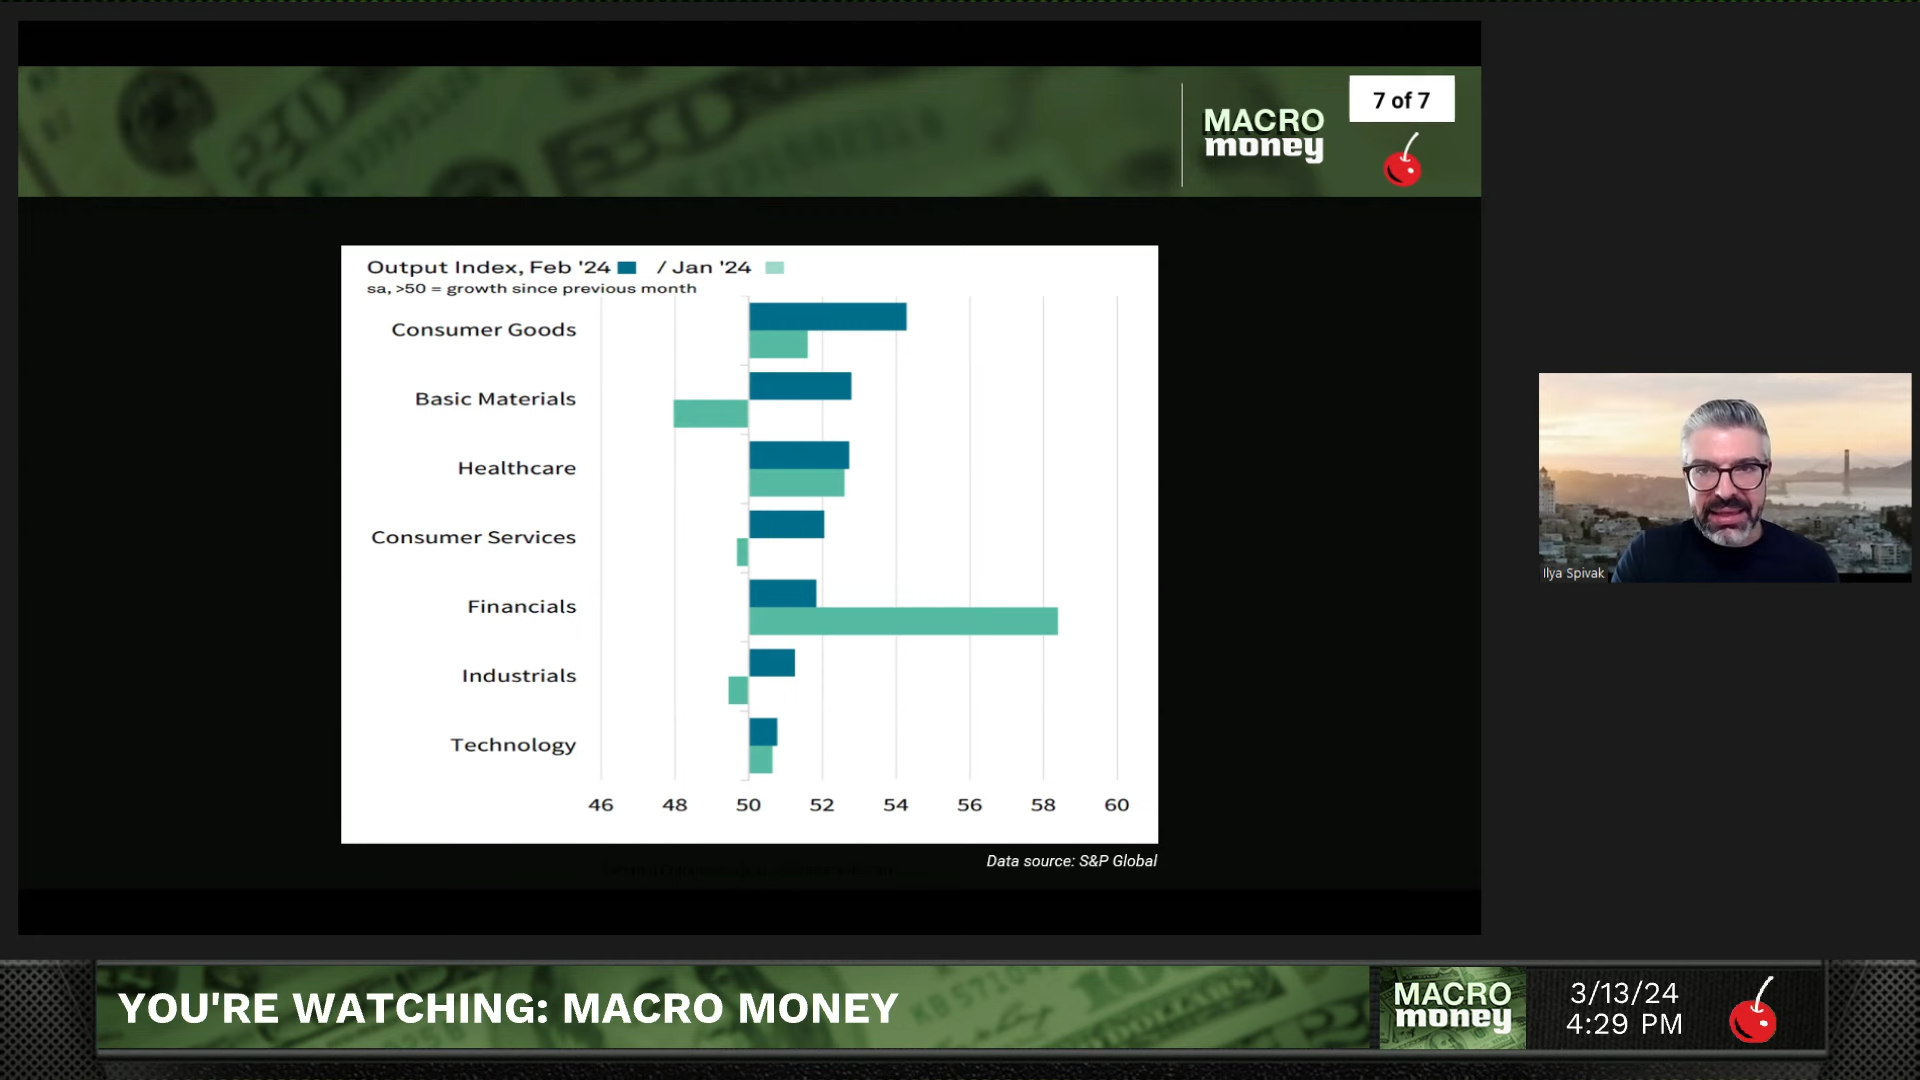 7 of 7
MACRO
money
Output Index, Feb '24 / Jan '24
sa, >50 = growth since previous month
Consumer Goods
Basic Materials
Healthcare
Consumer Services
Financials
Industrials
Technology
46 48 50 52 54 56 58 60
Data source: S&P Global
Ilya Spivak
YOU'RE WATCHING: MACRO MONEY
MACRO
money
3/13/24
4:29 PM